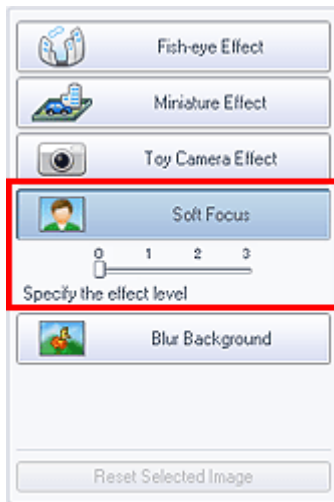 Fish-eye Effect
Miniature Effect
Toy Camera Effect
Soft Focus
0 1 2 3
Specify the effect level
Blur Background
Reset Selected Image